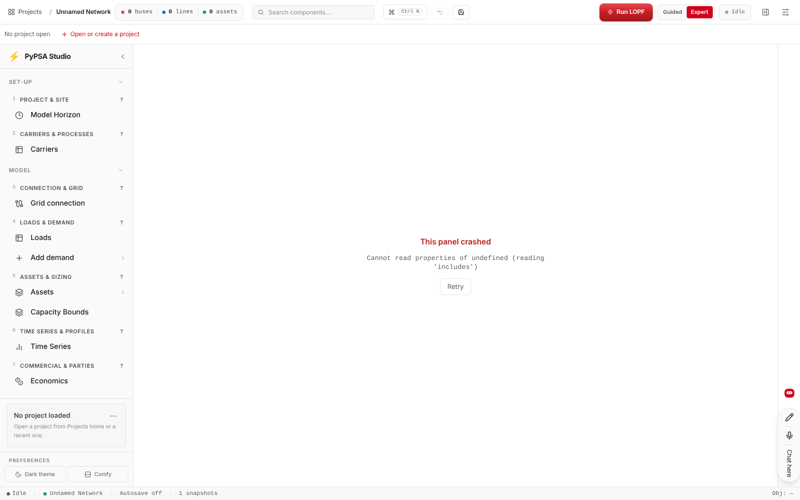 Projects / Unnamed Network 0 buses 0 lines 0 assets Search components... ⌘ Ctrl K Run LOPF Guided Expert Idle
No project open + Open or create a project
PyPSA Studio
SET-UP
1 PROJECT & SITE ?
Model Horizon
2 CARRIERS & PROCESSES ?
Carriers
MODEL
3 CONNECTION & GRID ?
Grid connection
4 LOADS & DEMAND ?
Loads
Add demand
5 ASSETS & SIZING ?
Assets
Capacity Bounds
6 TIME SERIES & PROFILES ?
Time Series
7 COMMERCIAL & PARTIES ?
Economics
No project loaded ...
Open a project from Projects home or a
recent one.
PREFERENCES
Dark theme Comfy
This panel crashed
Cannot read properties of undefined (reading
'includes')
Retry
Chat here
Idle Unnamed Network Autosave off 1 snapshots Obj: —